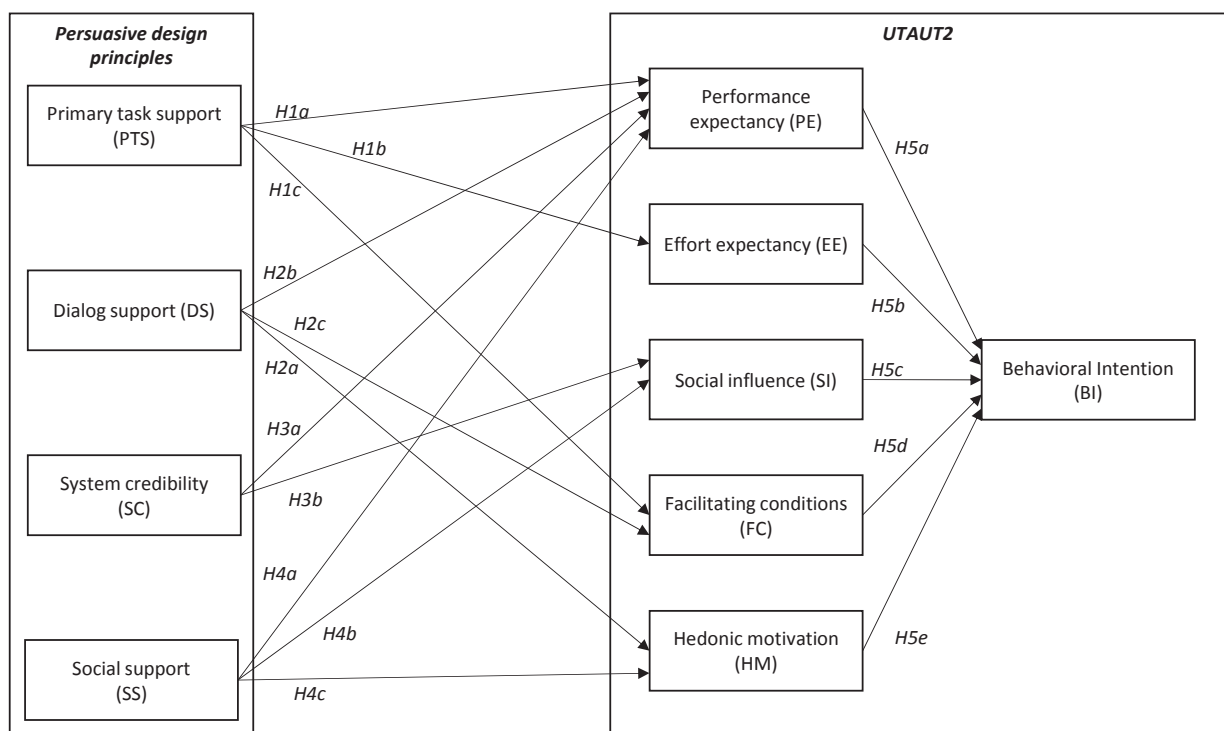 Persuasive design
principles
Primary task support
(PTS)
Dialog support (DS)
System credibility
(SC)
Social support
(SS)
H1a
H1b
H1c
H2b
H2c
H2a
H3a
H3b
H4a
H4b
H4c
UTAUT2
Performance
expectancy (PE)
Effort expectancy (EE)
Social influence (SI)
Facilitating conditions
(FC)
Hedonic motivation
(HM)
H5a
H5b
H5c
H5d
H5e
Behavioral Intention
(BI)